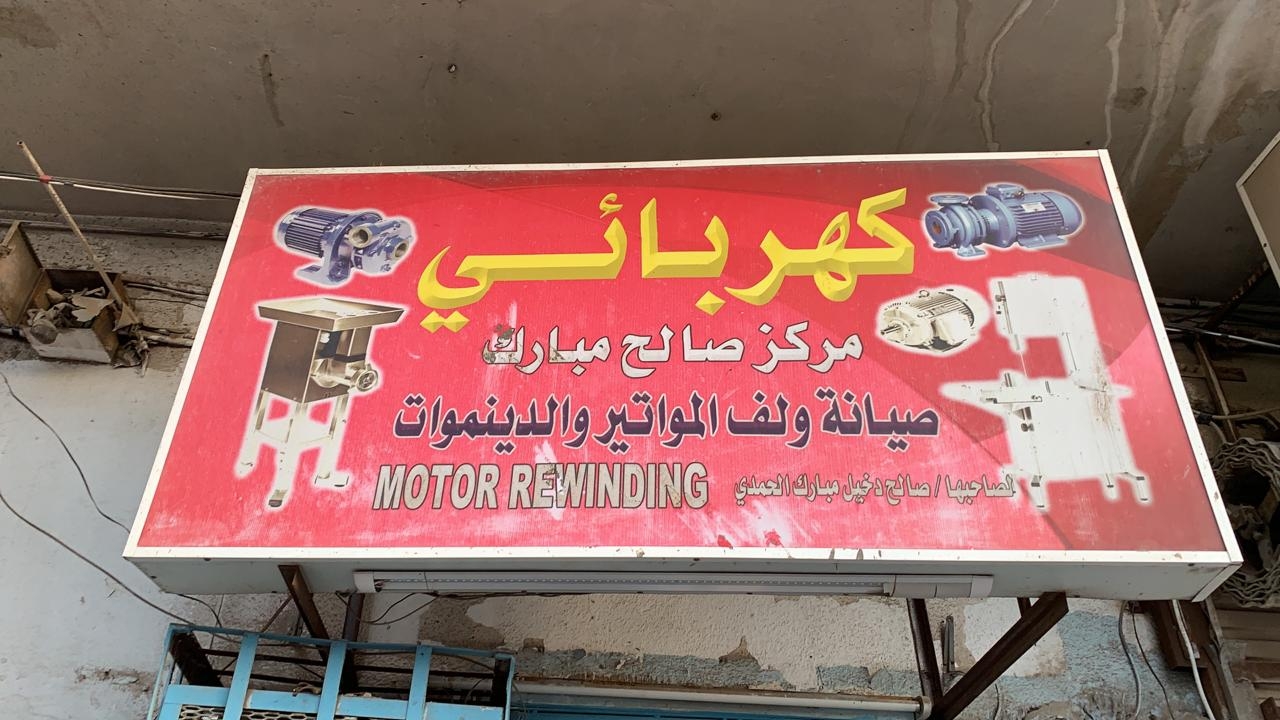 كهربائي
مركز صالح مبارك
صيانة ولف المواتير والدينموات
MOTOR REWINDING
لصاحبها / صالح دخيل مبارك الحمدي